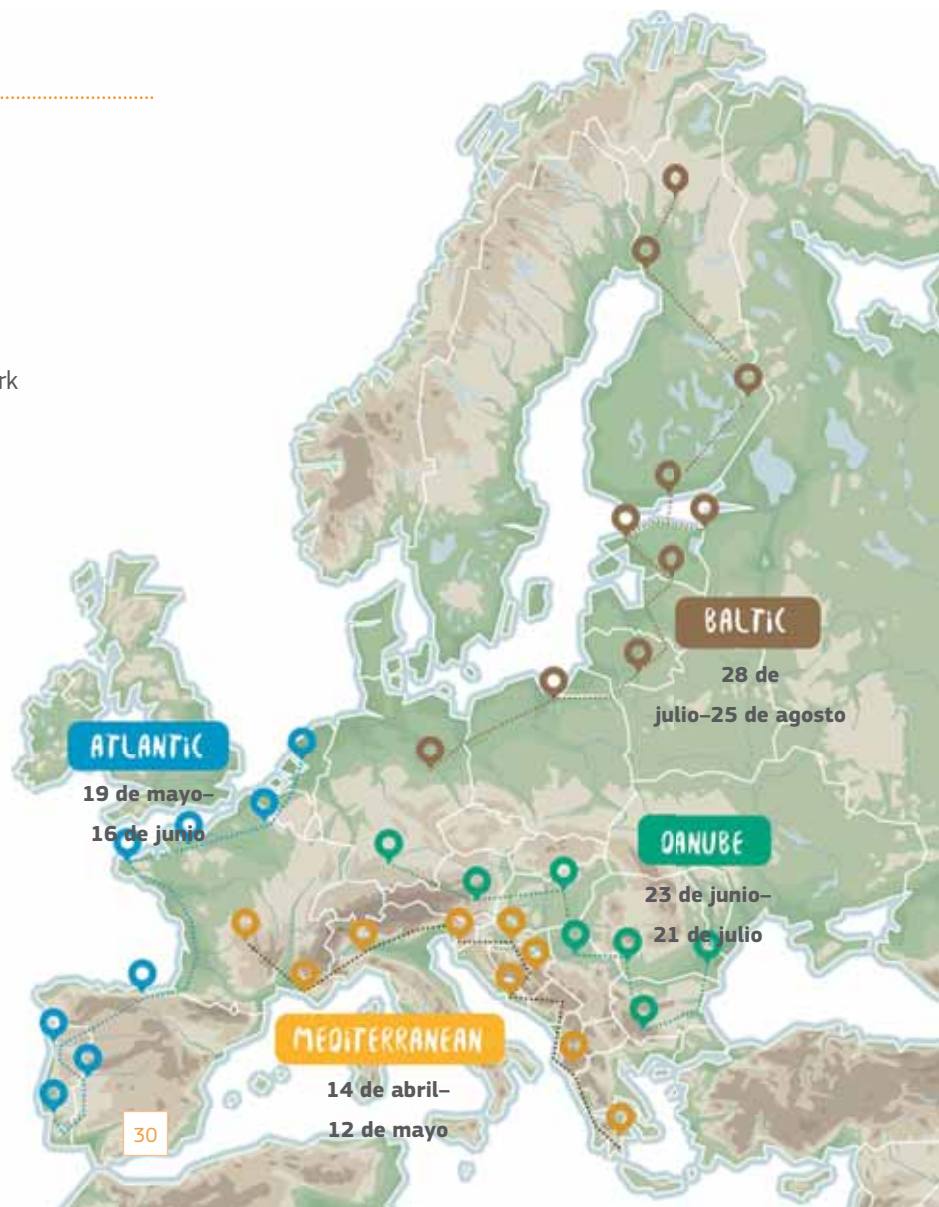 rk
BALTIC
28 de
julio–25 de agosto
ATLANTIC
19 de mayo–
16 de junio
DANUBE
23 de junio–
21 de julio
MEDITERRANEAN
14 de abril–
12 de mayo
30